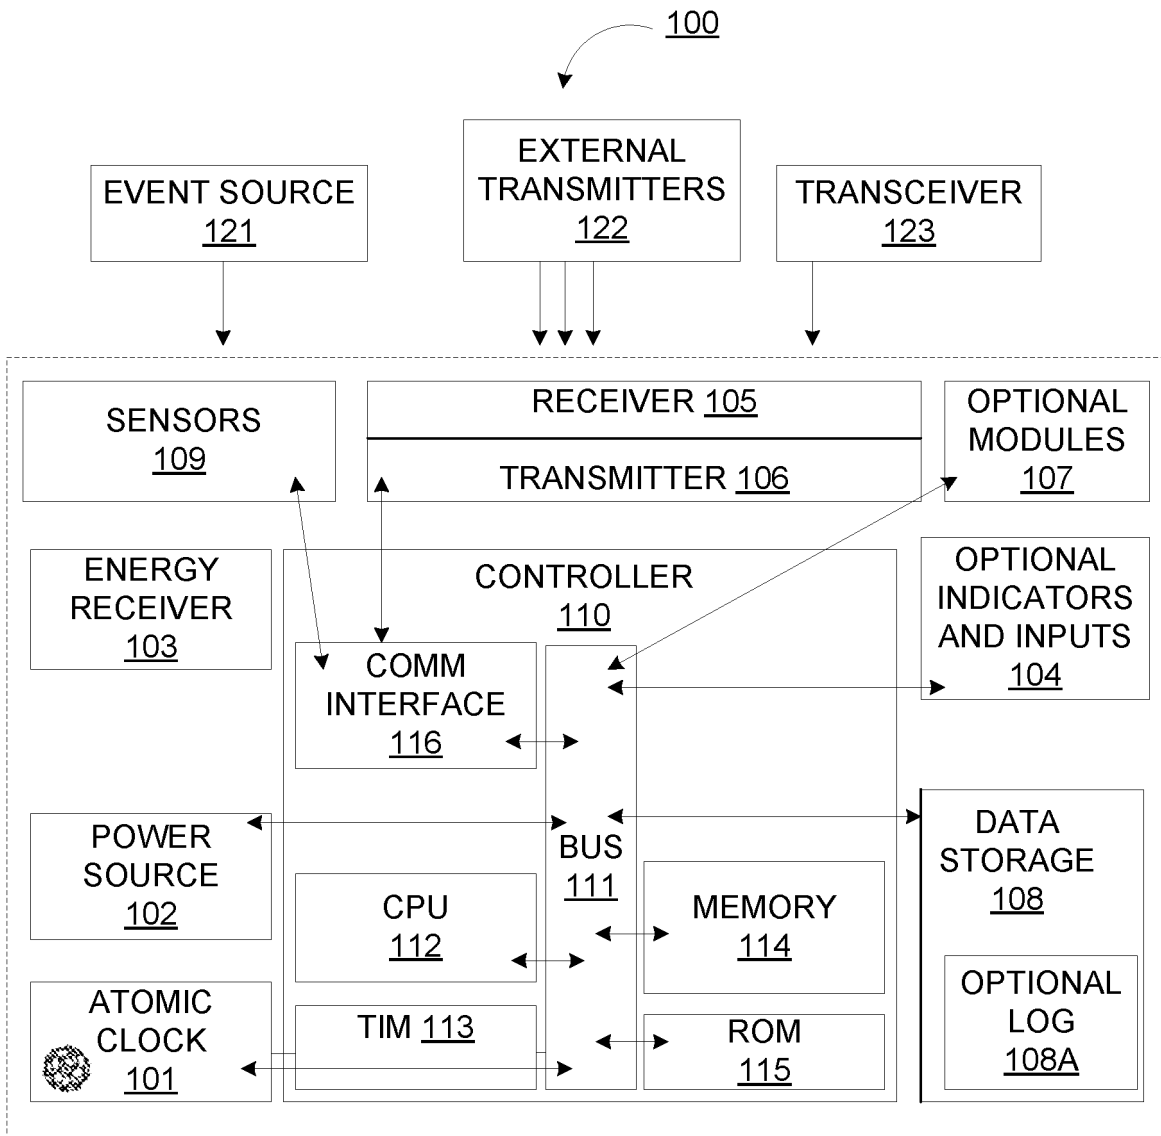 100
EXTERNAL
TRANSMITTERS
122
EVENT SOURCE
121
TRANSCEIVER
123
SENSORS
109
RECEIVER 105
TRANSMITTER 106
OPTIONAL
MODULES
107
ENERGY
RECEIVER
103
CONTROLLER
110
OPTIONAL
INDICATORS
AND INPUTS
104
COMM
INTERFACE
116
POWER
SOURCE
102
BUS
111
DATA
STORAGE
108
CPU
112
MEMORY
114
ATOMIC
CLOCK
101
TIM 113
ROM
115
OPTIONAL
LOG
108A